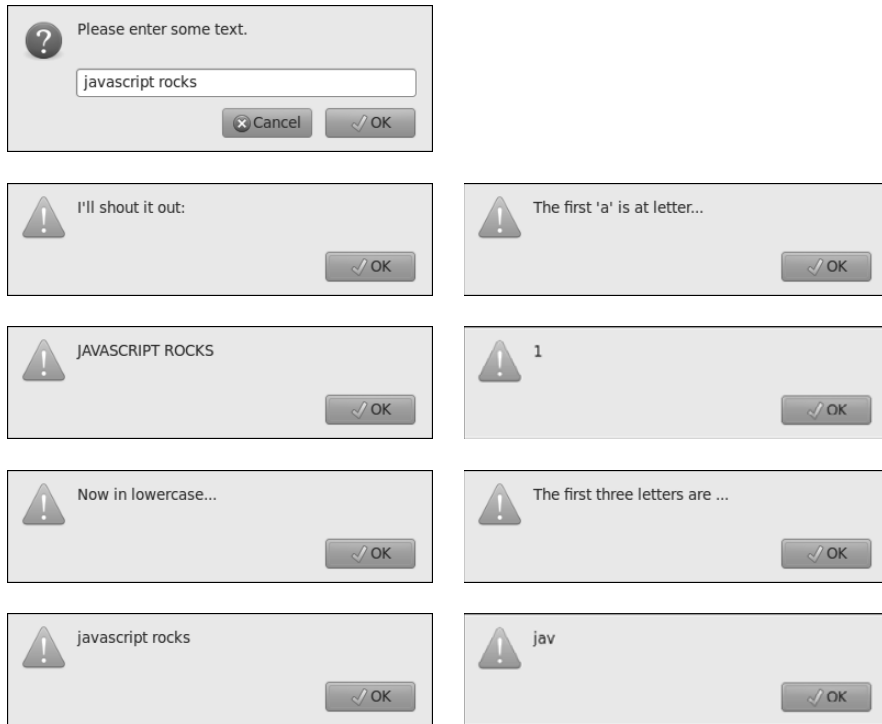 Please enter some text.
javascript rocks
Cancel
OK
I'll shout it out:
OK
JAVASCRIPT ROCKS
OK
Now in lowercase...
OK
javascript rocks
OK
The first 'a' is at letter...
OK
1
OK
The first three letters are ...
OK
jav
OK